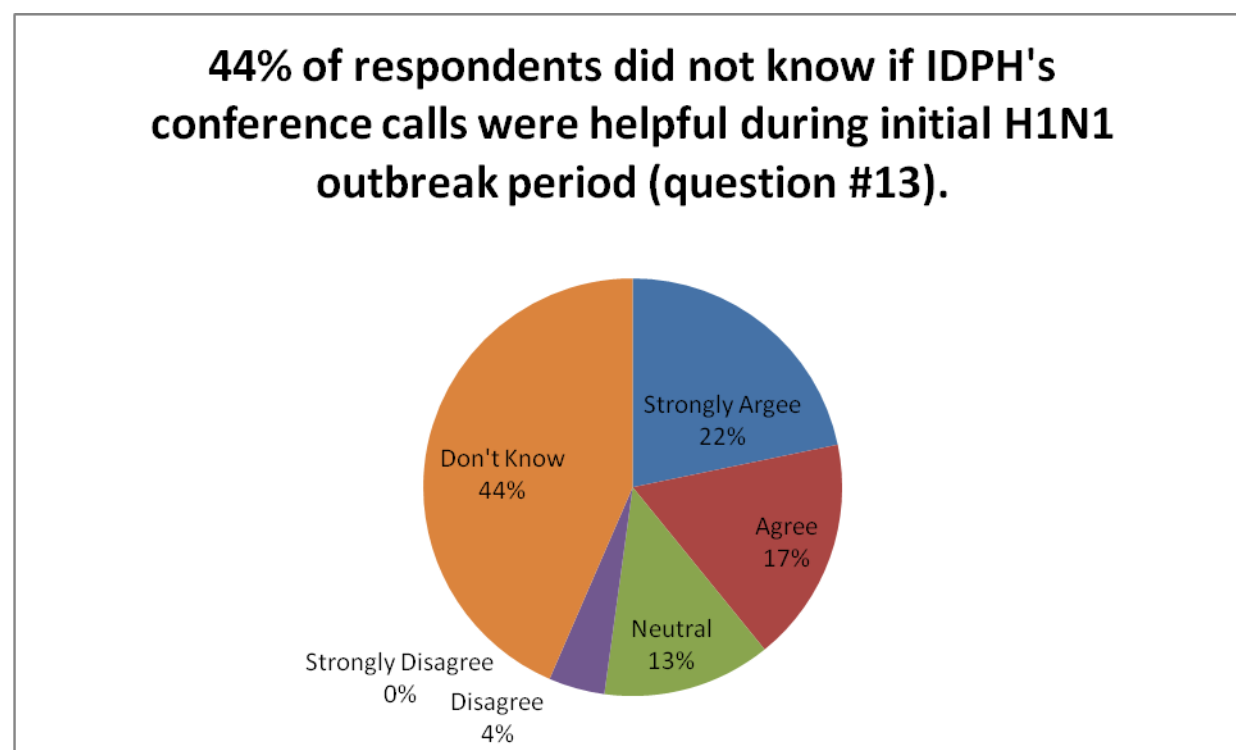 44% of respondents did not know if IDPH's
conference calls were helpful during initial H1N1
outbreak period (question #13).
Strongly Argee
22%
Don't Know
44%
Agree
17%
Neutral
13%
Strongly Disagree
0%
Disagree
4%